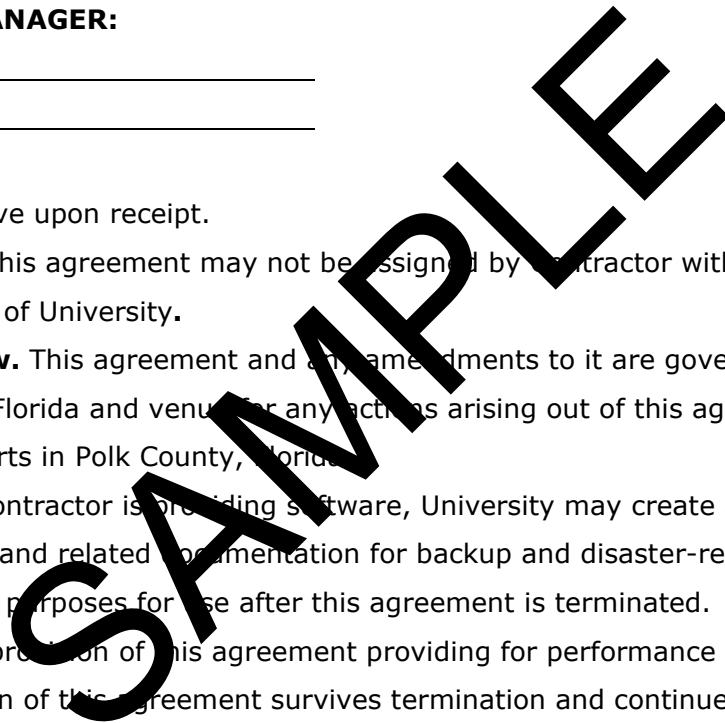 ANAGER:
ve upon receipt.
his agreement may not be assigned by contractor with
of University.
w. This agreement and any amendments to it are gove
Florida and venue for any actions arising out of this ag
rts in Polk County, Florida
ontractor is providing software, University may create
and related documentation for backup and disaster-re
purposes for use after this agreement is terminated.
provision of this agreement providing for performance
n of this agreement survives termination and continue
SAMPLE